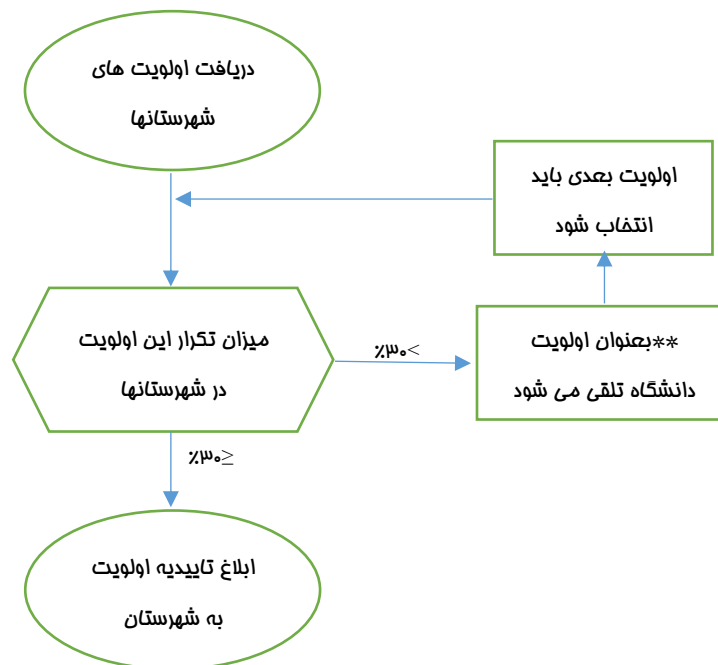 دریافت اولویت های
شهرستانها
اولویت بعدی باید
انتخاب شود
میزان تکرار این اولویت
در شهرستانها
>۳۰٪
**بعنوان اولویت
دانشگاه تلقی می شود
≤۳۰٪
ابلاغ تاییدیه اولویت
به شهرستان